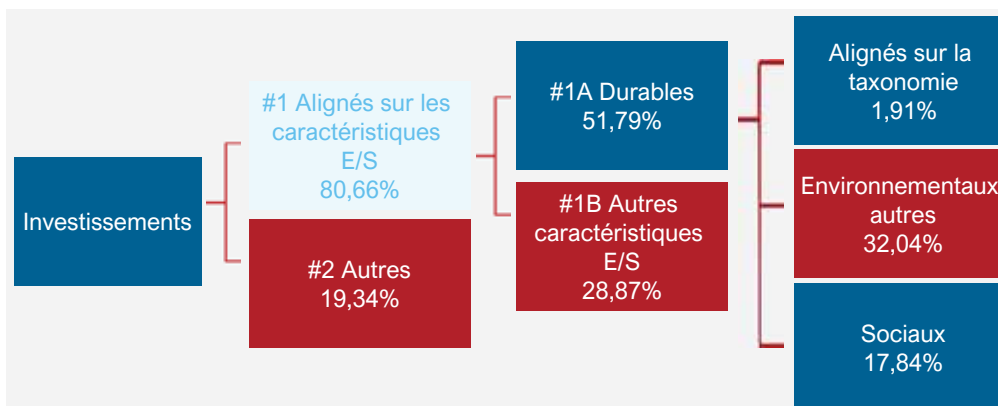 Investissements
#1 Alignés sur les
caractéristiques
E/S
80,66%
#2 Autres
19,34%
#1A Durables
51,79%
#1B Autres
caractéristiques
E/S
28,87%
Alignés sur la
taxonomie
1,91%
Environnementaux
autres
32,04%
Sociaux
17,84%